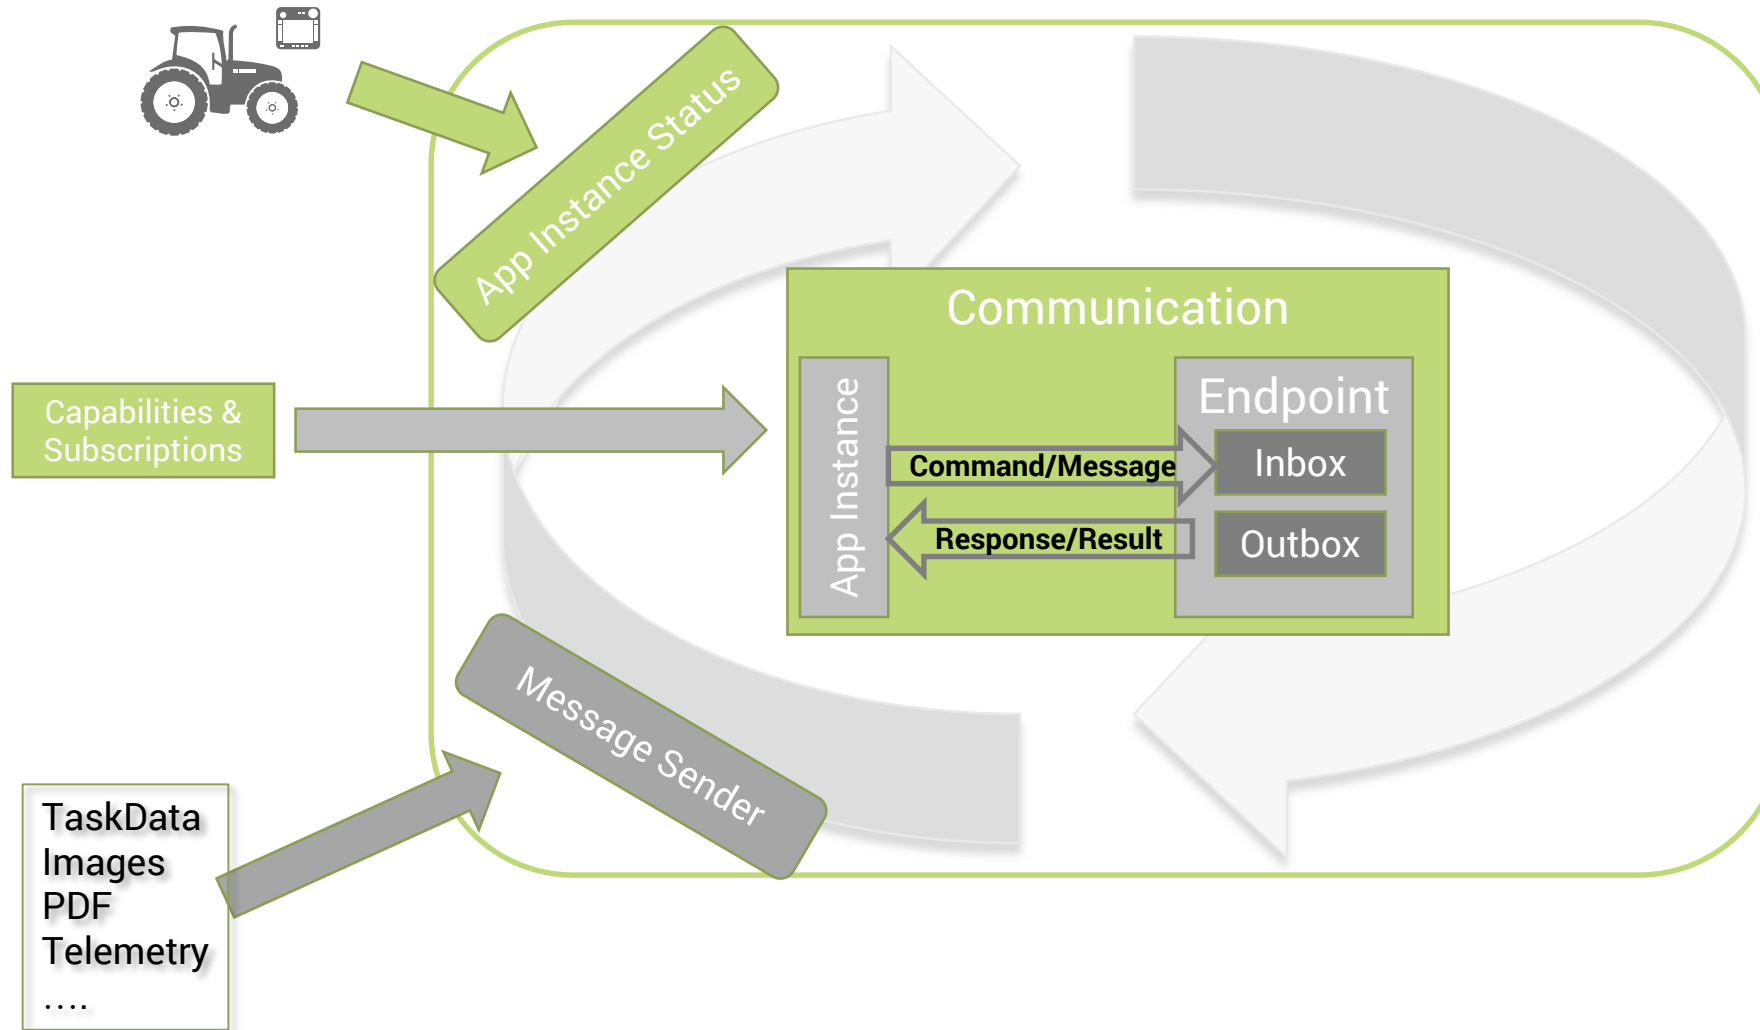 App Instance Status
Communication
Capabilities &
Subscriptions
App Instance
Endpoint
Command/Message
Inbox
Response/Result
Outbox
Message Sender
TaskData
Images
PDF
Telemetry
....